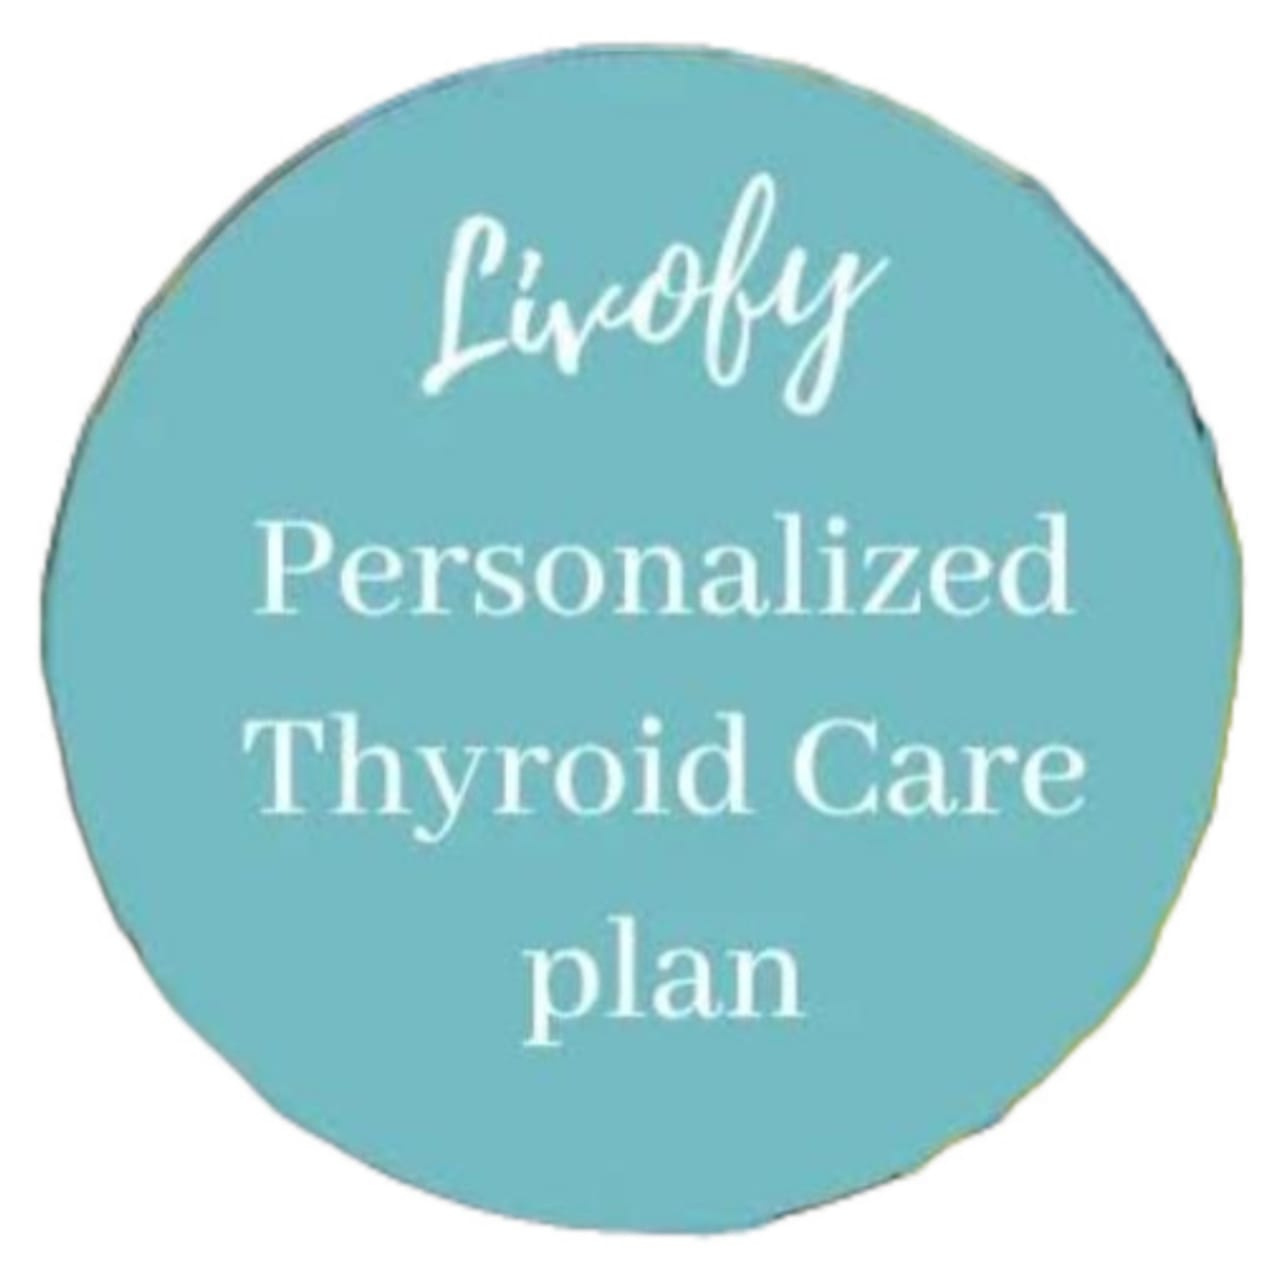 Livofy
Personalized
Thyroid Care
plan